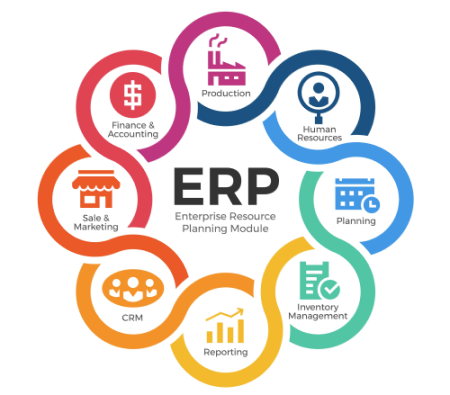 Production
Human
Resources
Finance &
Accounting
ERP
Enterprise Resource
Planning Module
Planning
Sale &
Marketing
Inventory
Management
CRM
Reporting